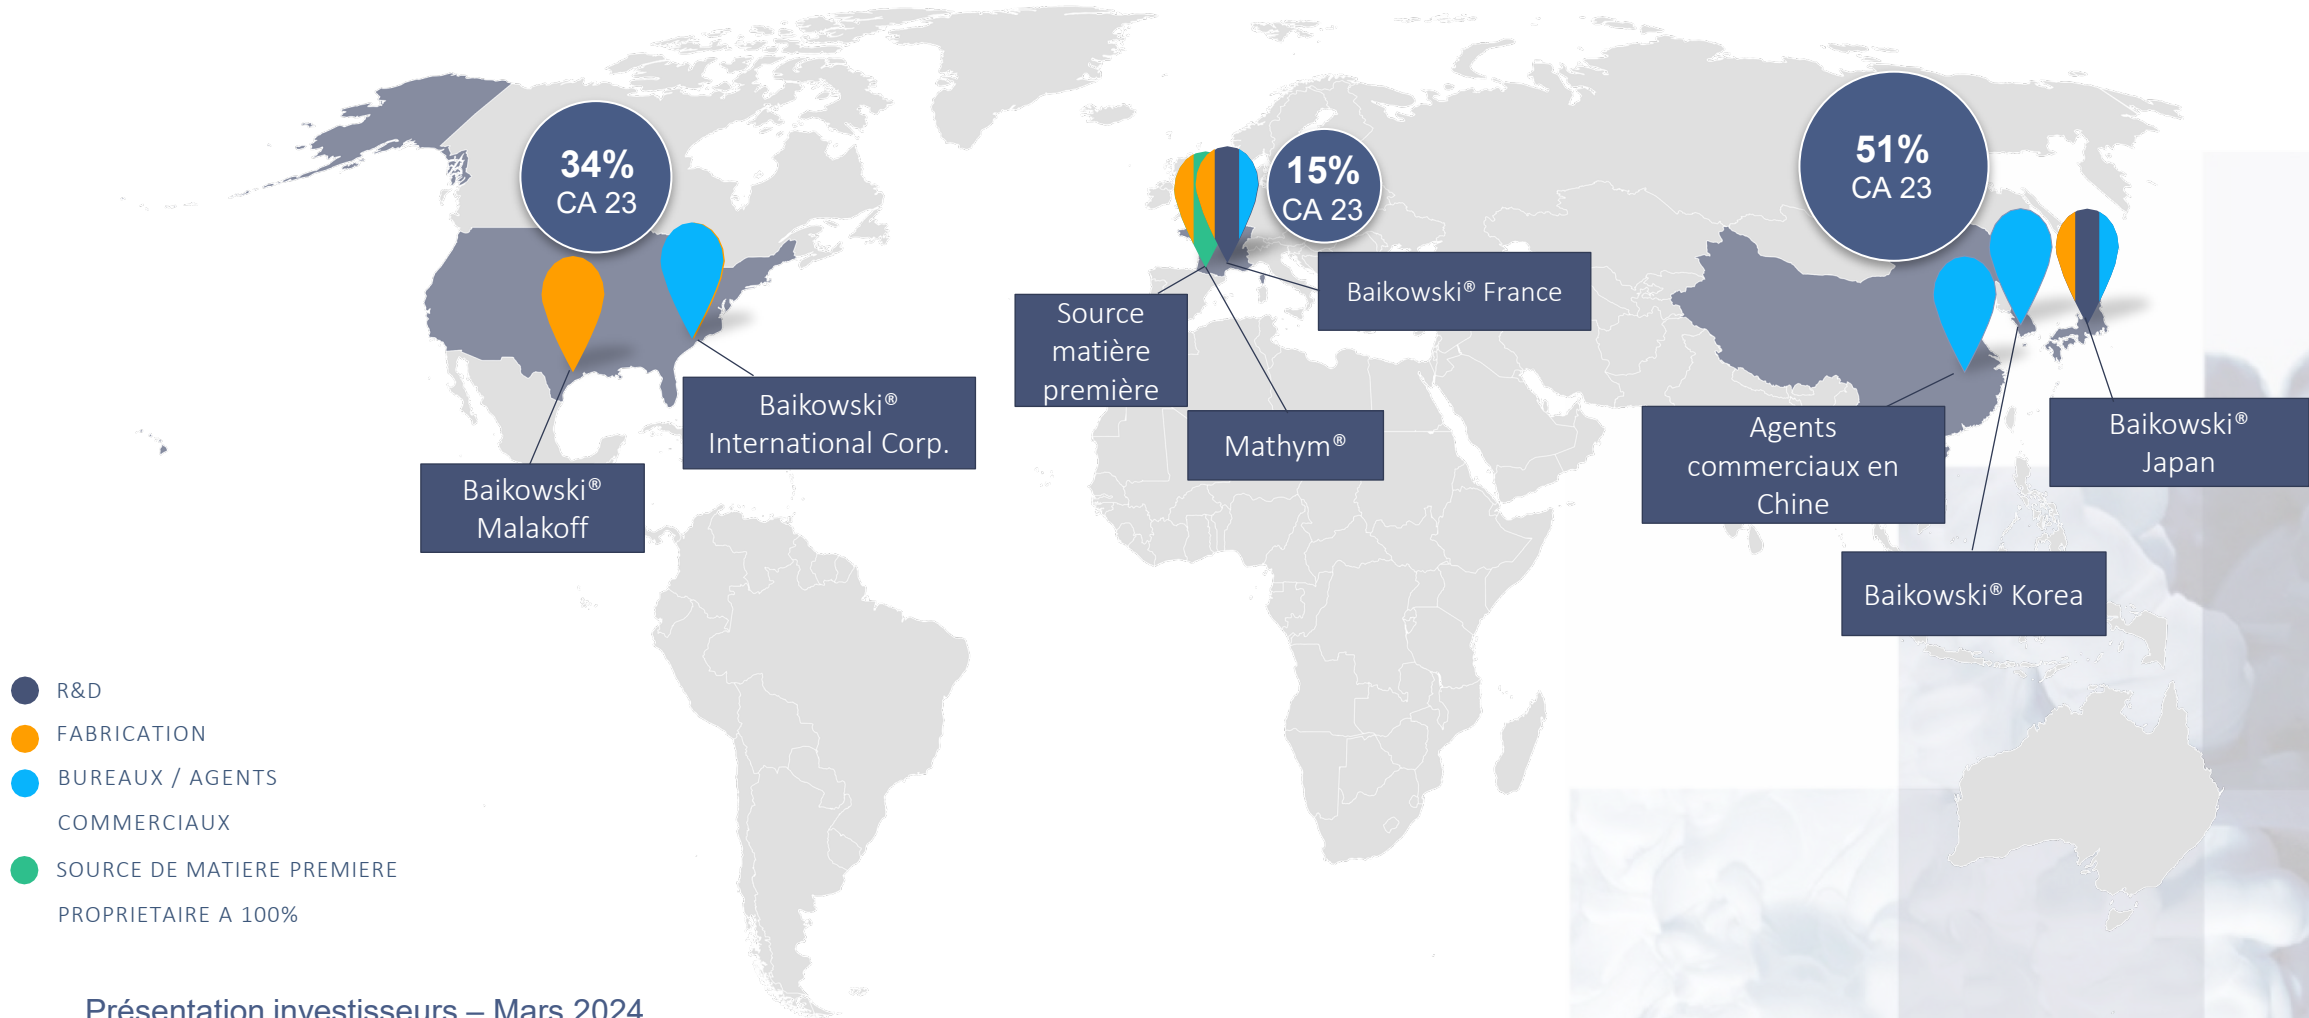 34%
CA 23
15%
CA 23
51%
CA 23
Baikowski® France
Source
matière
première
Baikowski®
International Corp.
Mathym®
Agents
commerciaux en
Chine
Baikowski®
Japan
Baikowski®
Malakoff
Baikowski® Korea
R&D
FABRICATION
BUREAUX / AGENTS
COMMERCIAUX
SOURCE DE MATIERE PREMIERE
PROPRIETAIRE A 100%
Présentation investisseurs – Mars 2024